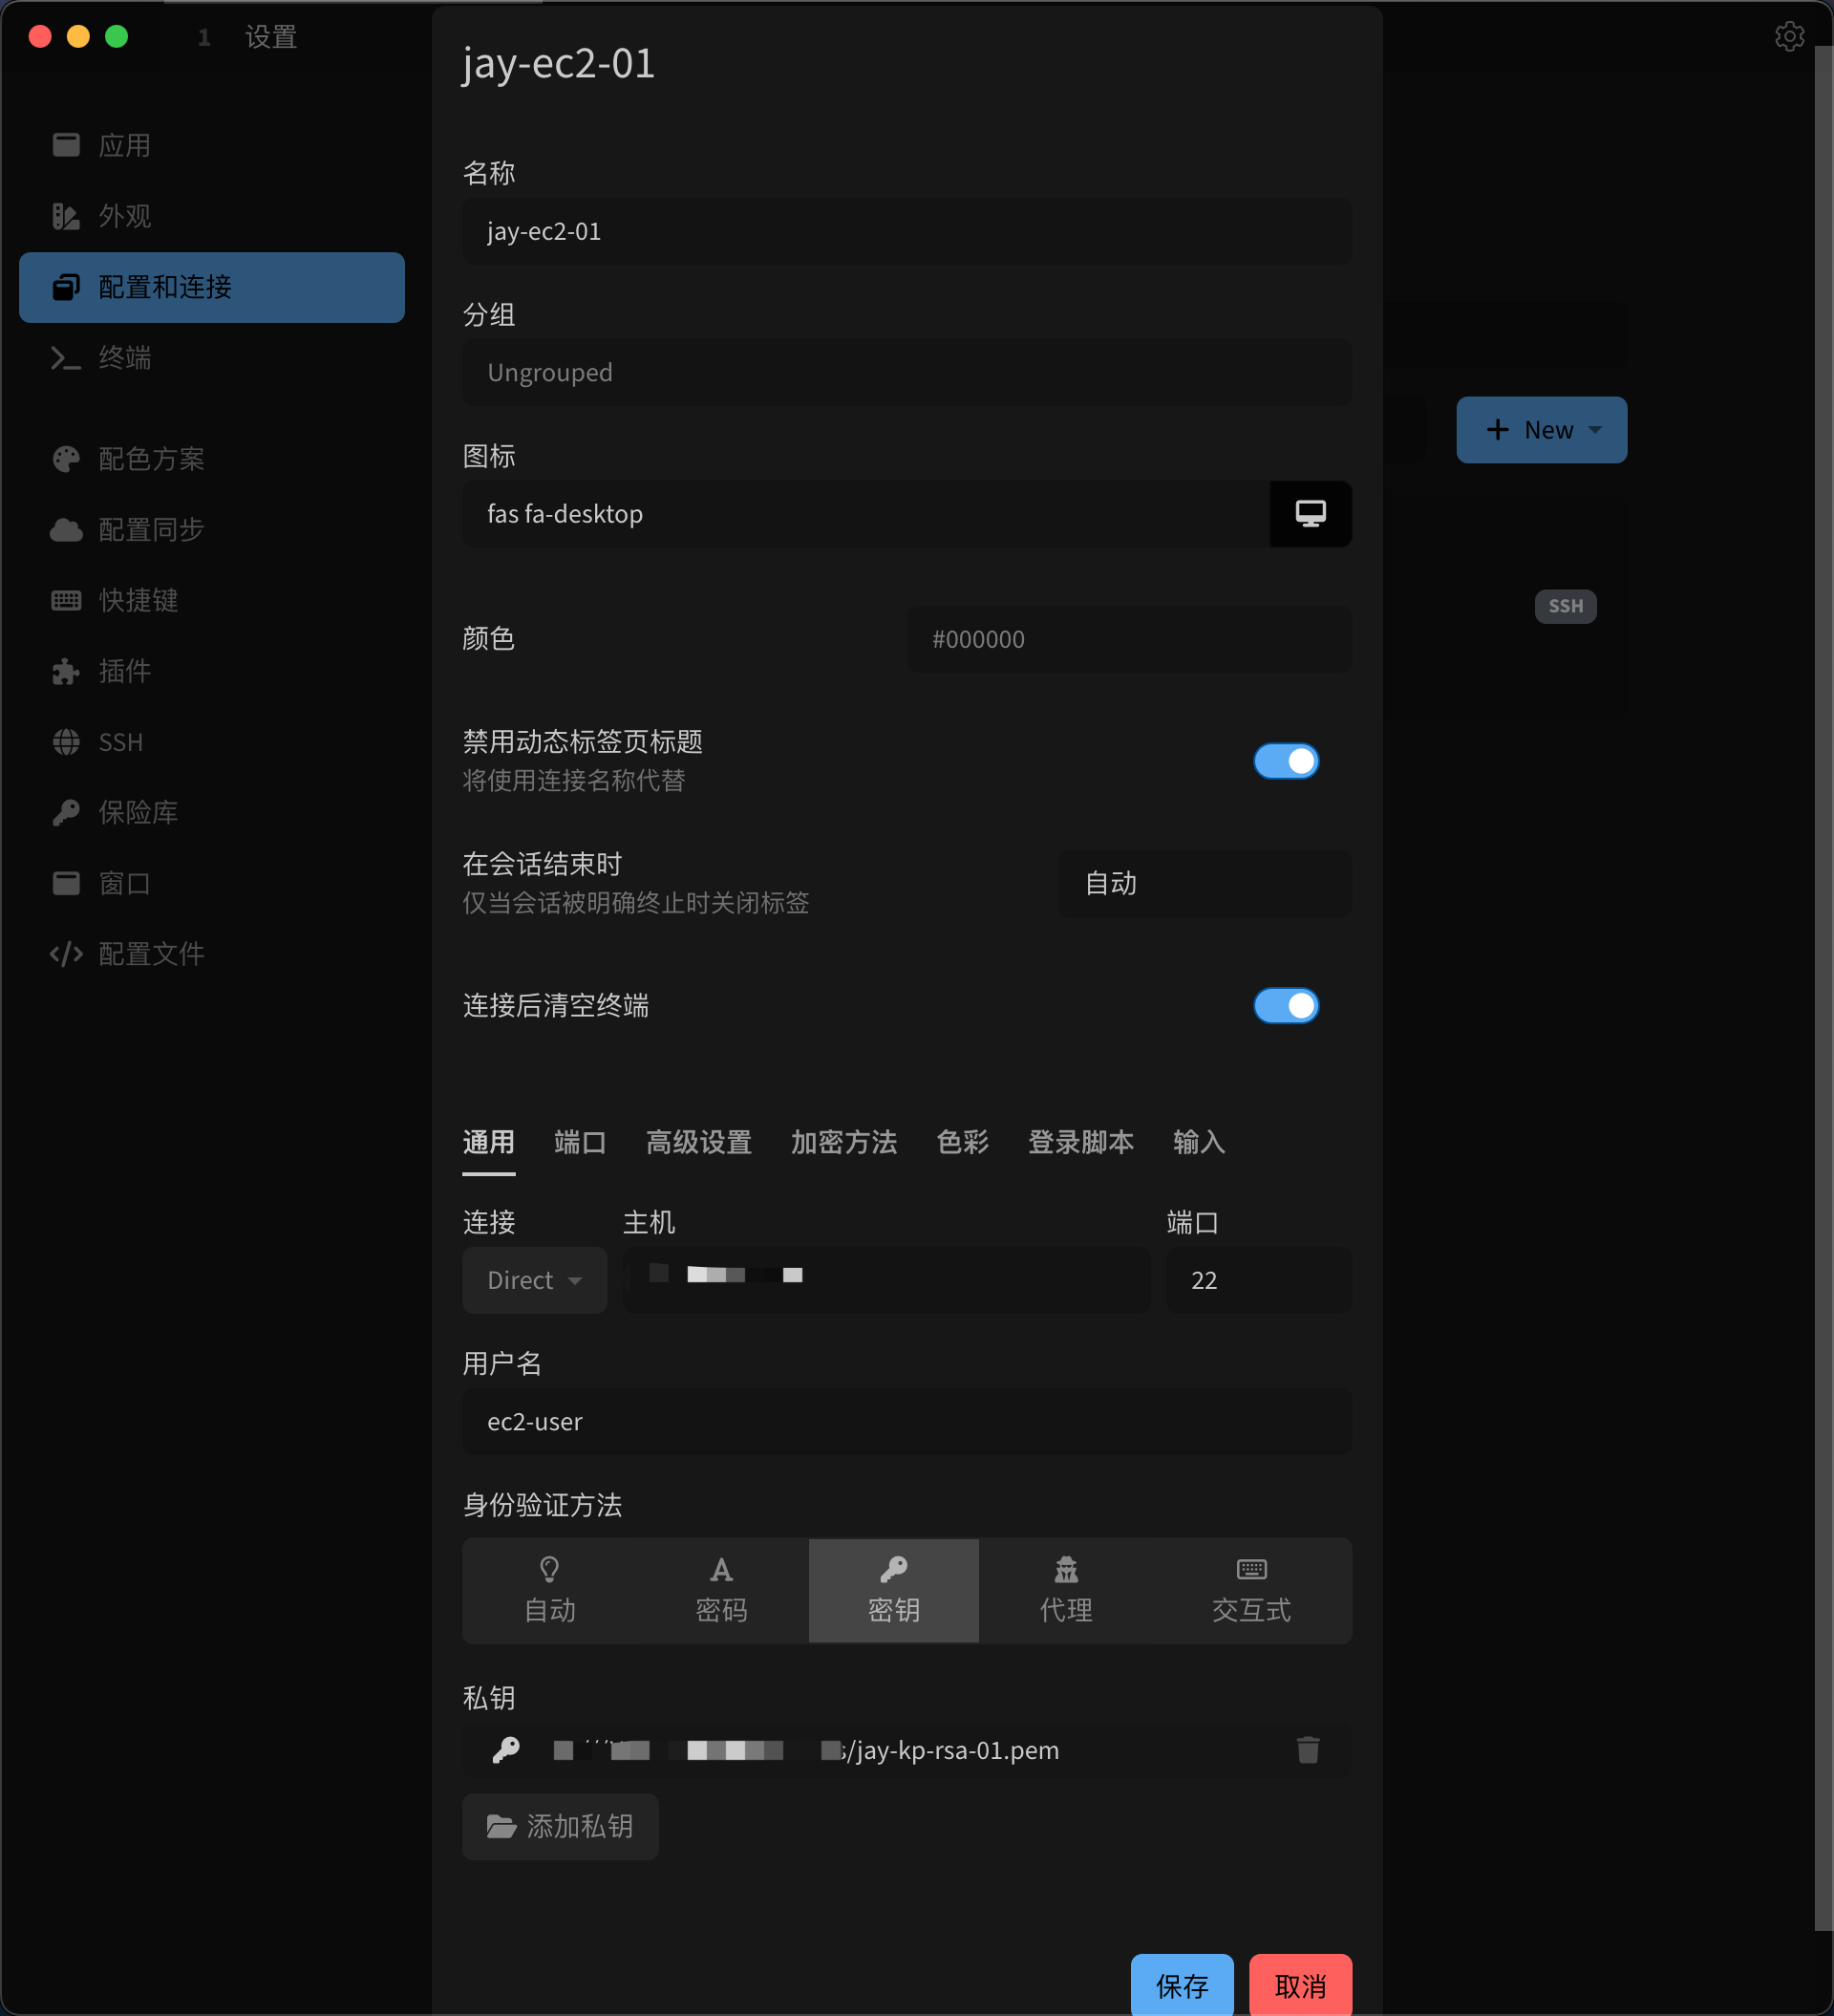 1 设置
应用
外观
配置和连接
终端
配色方案
配置同步
快捷键
插件
SSH
保险库
窗口
配置文件
jay-ec2-01
名称
jay-ec2-01
分组
Ungrouped
图标
fas fa-desktop
颜色 #000000
禁用动态标签页标题
将使用连接名称代替
在会话结束时
仅当会话被明确终止时关闭标签
自动
连接后清空终端
通用 端口 高级设置 加密方法 色彩 登录脚本 输入
连接 主机 端口
Direct 22
用户名
ec2-user
身份验证方法
自动 密码 密钥 代理 交互式
私钥
/jay-kp-rsa-01.pem
添加私钥
保存 取消
New
SSH